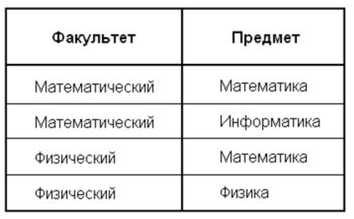 Факультет Предмет
Математический Математика
Математический Информатика
Физический Математика
Физический Физика